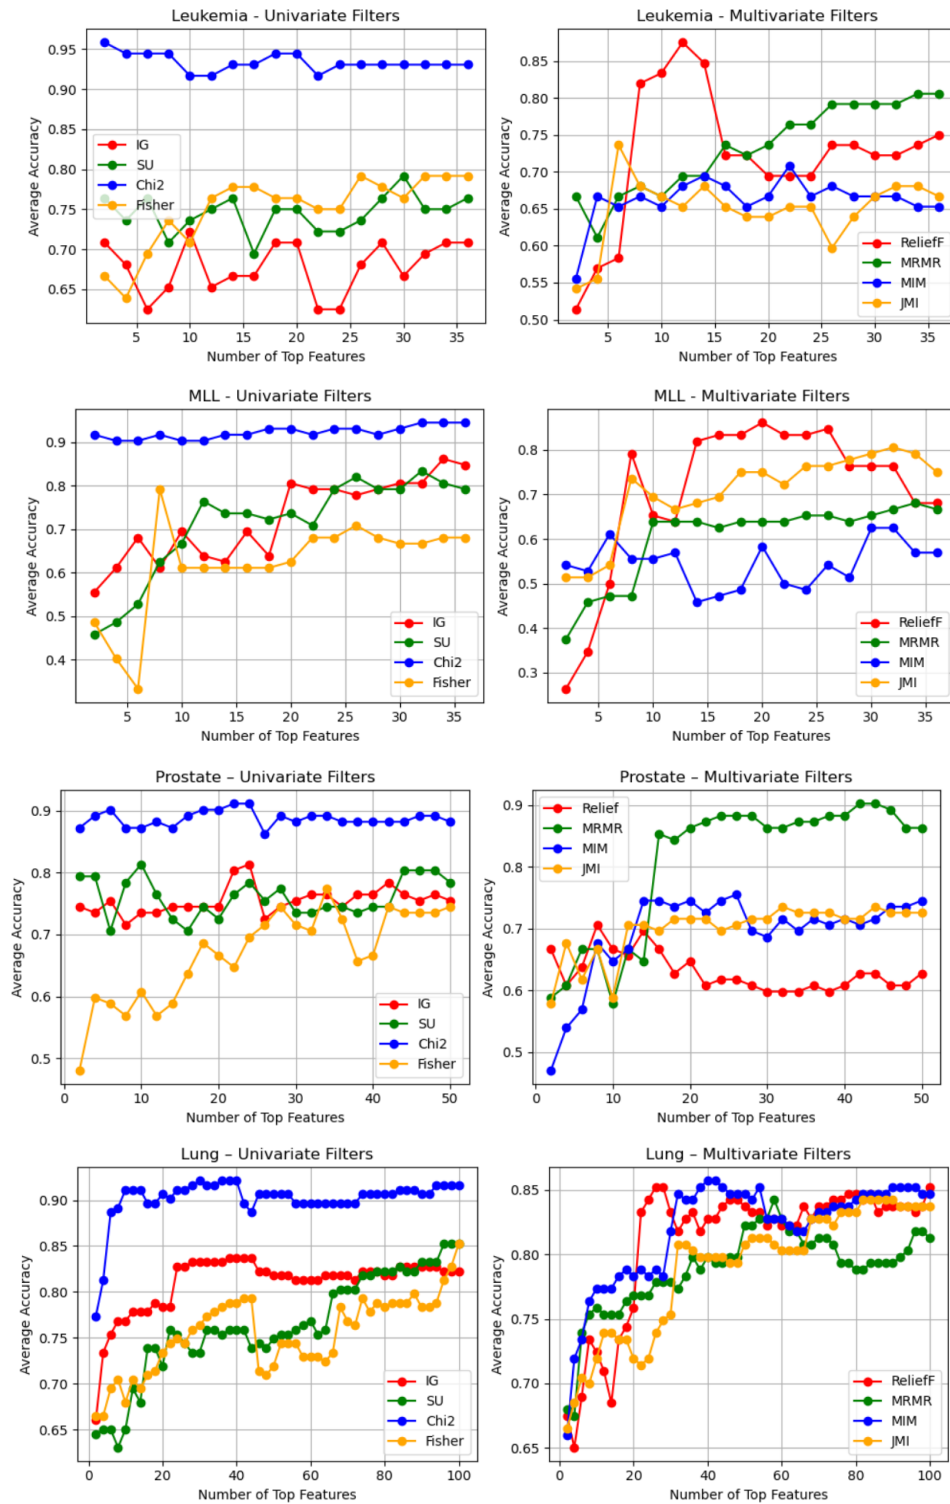 Leukemia - Univariate Filters
Average Accuracy
0.95
0.90
0.85
0.80
0.75
0.70
0.65
IG
SU
Chi2
Fisher
5 10 15 20 25 30 35
Number of Top Features
Leukemia - Multivariate Filters
Average Accuracy
0.85
0.80
0.75
0.70
0.65
0.60
0.55
0.50
ReliefF
MRMR
MIM
JMI
5 10 15 20 25 30 35
Number of Top Features
MLL - Univariate Filters
Average Accuracy
0.9
0.8
0.7
0.6
0.5
0.4
IG
SU
Chi2
Fisher
5 10 15 20 25 30 35
Number of Top Features
MLL - Multivariate Filters
Average Accuracy
0.8
0.7
0.6
0.5
0.4
0.3
ReliefF
MRMR
MIM
JMI
5 10 15 20 25 30 35
Number of Top Features
Prostate – Univariate Filters
Average Accuracy
0.9
0.8
0.7
0.6
0.5
IG
SU
Chi2
Fisher
0 10 20 30 40 50
Number of Top Features
Prostate – Multivariate Filters
Average Accuracy
0.9
0.8
0.7
0.6
0.5
Relief
MRMR
MIM
JMI
0 10 20 30 40 50
Number of Top Features
Lung – Univariate Filters
Average Accuracy
0.90
0.85
0.80
0.75
0.70
0.65
IG
SU
Chi2
Fisher
0 20 40 60 80 100
Number of Top Features
Lung – Multivariate Filters
Average Accuracy
0.85
0.80
0.75
0.70
0.65
ReliefF
MRMR
MIM
JMI
0 20 40 60 80 100
Number of Top Features